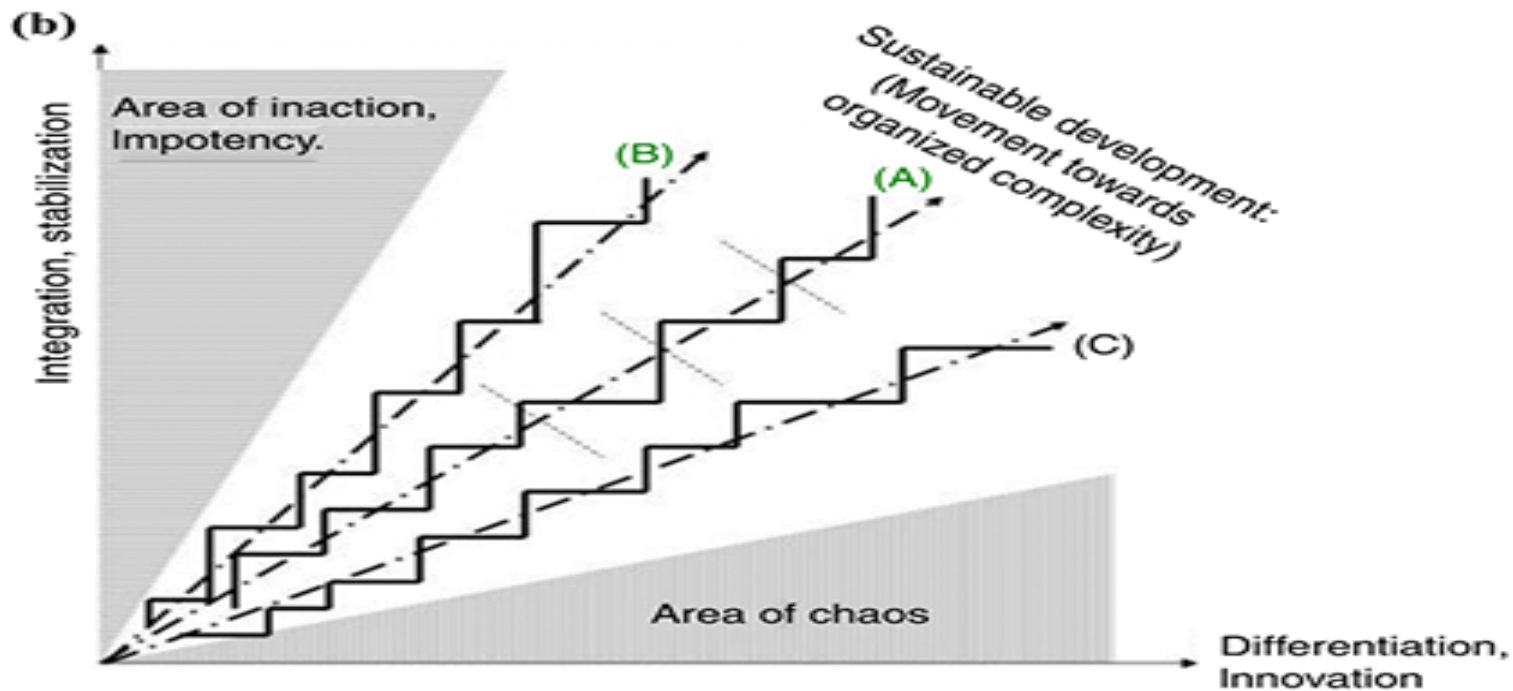 (b)
Area of inaction,
Impotency.
Integration, stabilization
(B)
(A)
(C)
Sustainable development:
(Movement towards
organized complexity)
Area of chaos
Differentiation,
Innovation